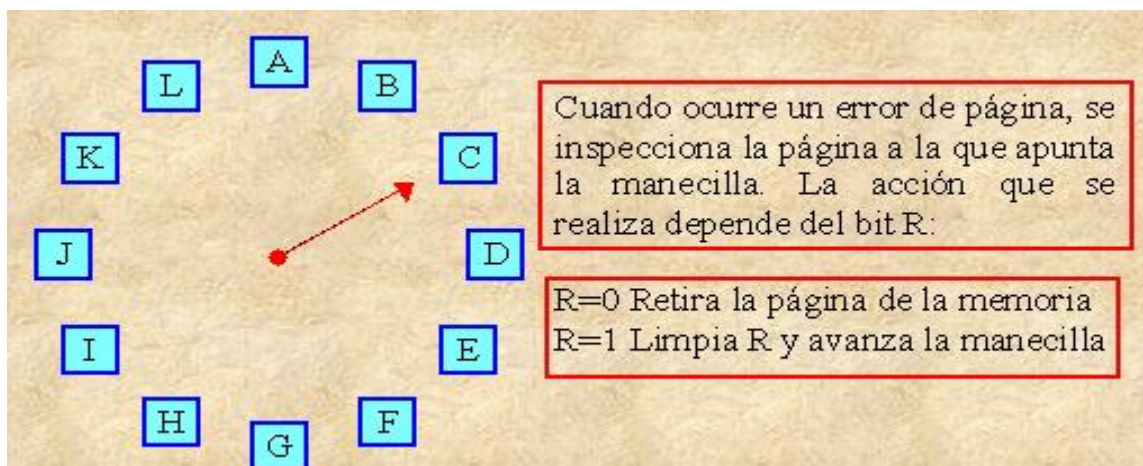 A
B
C
D
E
F
G
H
I
J
K
L
Cuando ocurre un error de página, se
inspecciona la página a la que apunta
la manecilla. La acción que se
realiza depende del bit R:
R=0 Retira la página de la memoria
R=1 Limpia R y avanza la manecilla